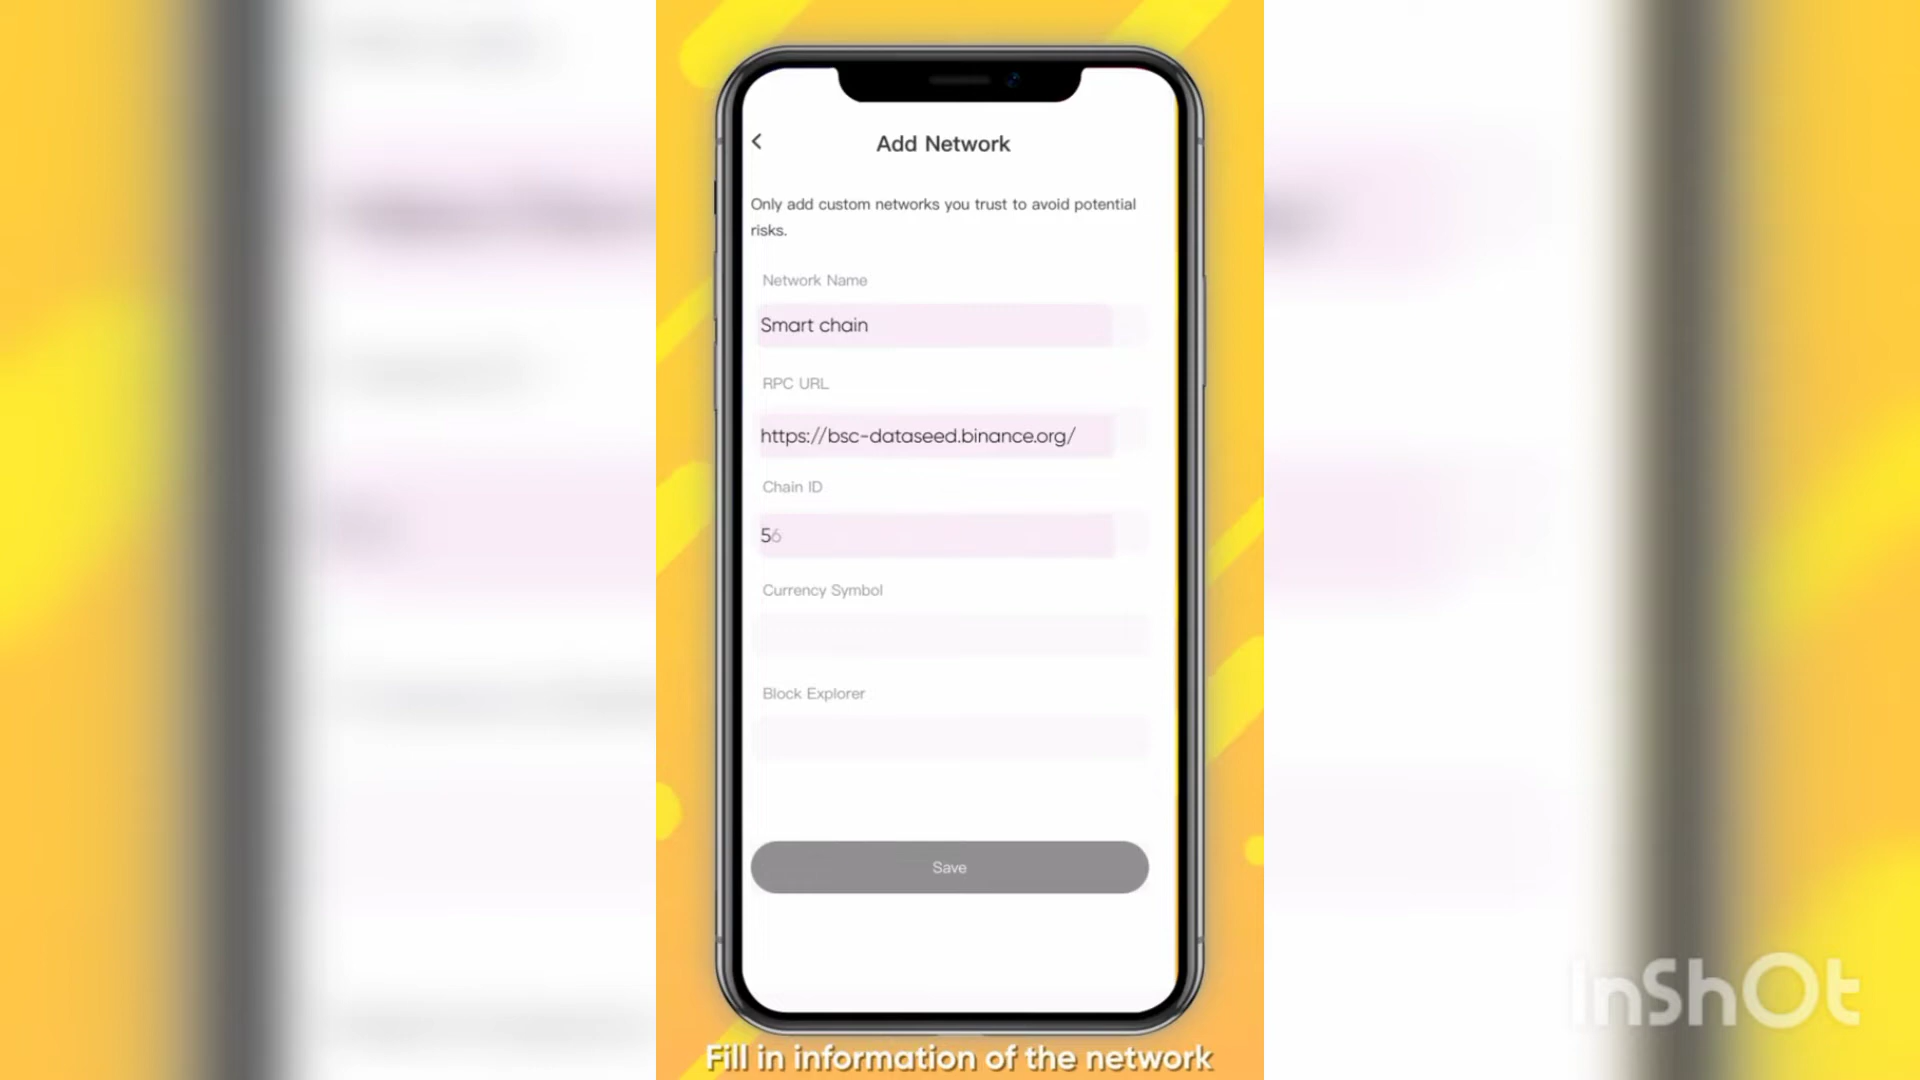 Add Network
Only add custom networks you trust to avoid potential
risks.
Network Name
Smart chain
RPC URL
https://bsc-dataseed.binance.org/
Chain ID
56
Currency Symbol
Block Explorer
Save
InShOt
Fill in information of the network